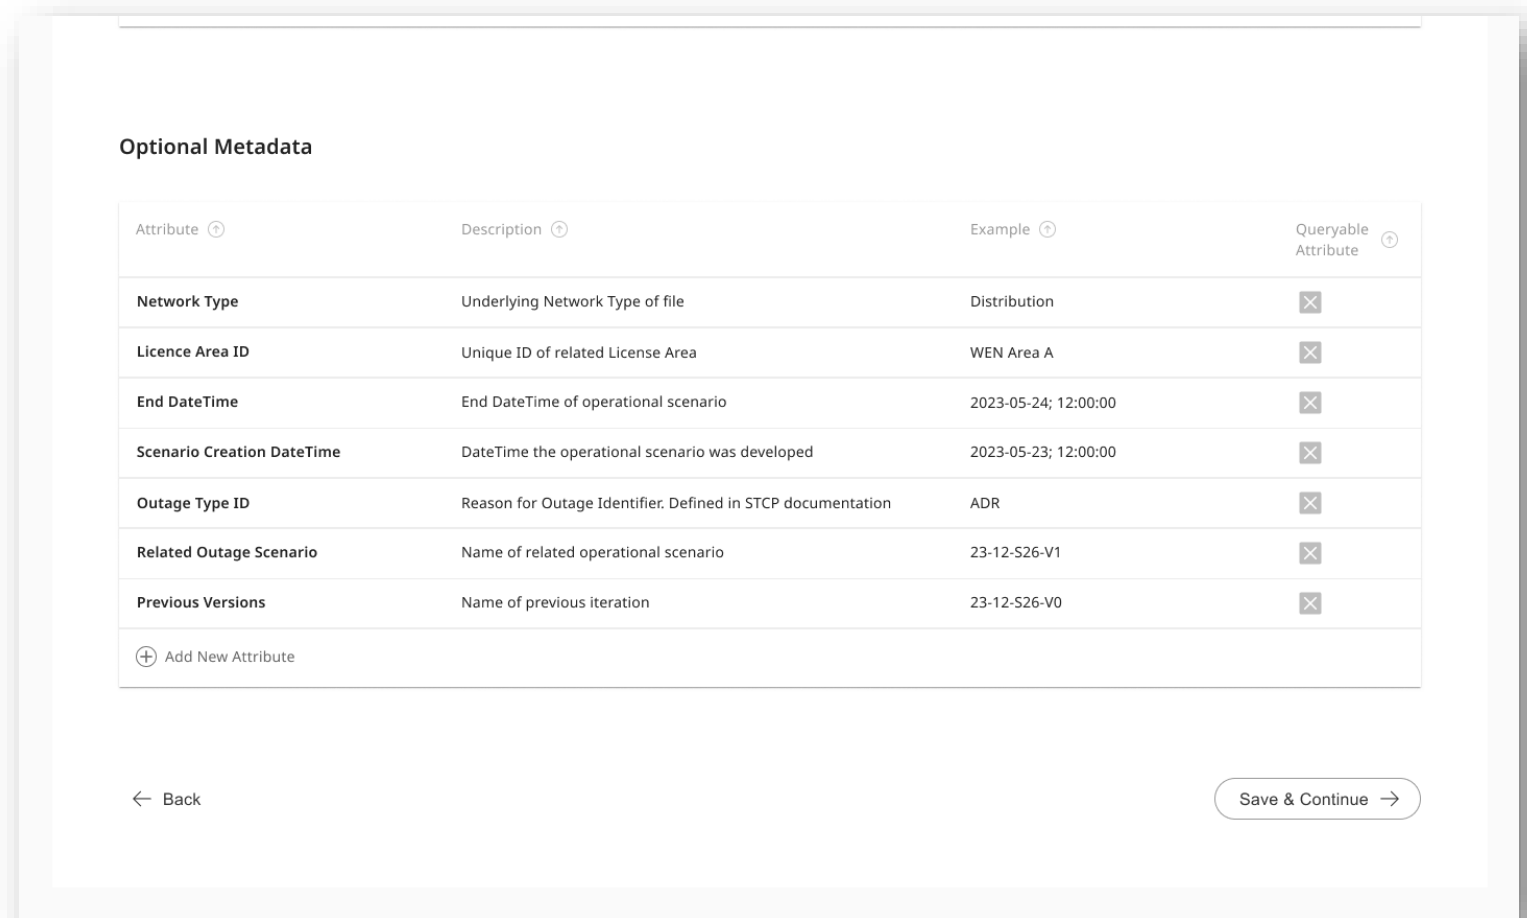 Optional Metadata
Attribute Description Example Queryable
Attribute
Network Type Underlying Network Type of file Distribution
Licence Area ID Unique ID of related License Area WEN Area A
End DateTime End DateTime of operational scenario 2023-05-24; 12:00:00
Scenario Creation DateTime DateTime the operational scenario was developed 2023-05-23; 12:00:00
Outage Type ID Reason for Outage Identifier. Defined in STCP documentation ADR
Related Outage Scenario Name of related operational scenario 23-12-S26-V1
Previous Versions Name of previous iteration 23-12-S26-V0
Add New Attribute
Back Save & Continue